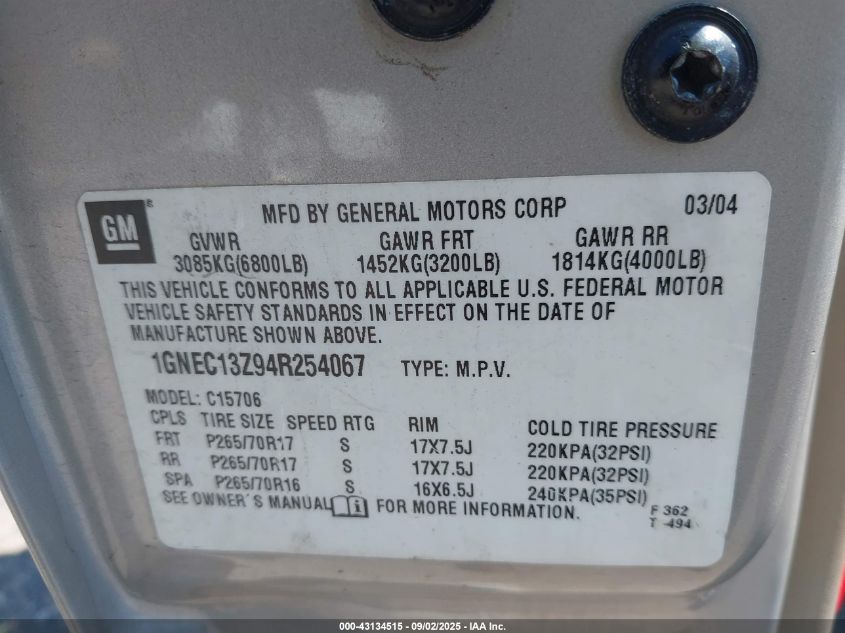 GM
MFD BY GENERAL MOTORS CORP 03/04
GVWR GAWR FRT GAWR RR
3085KG(6800LB) 1452KG(3200LB) 1814KG(4000LB)
THIS VEHICLE CONFORMS TO ALL APPLICABLE U.S. FEDERAL MOTOR
VEHICLE SAFETY STANDARDS IN EFFECT ON THE DATE OF
MANUFACTURE SHOWN ABOVE.
1GNEC13Z94R254067 TYPE: M.P.V.
MODEL: C15706
CPLS TIRE SIZE SPEED RTG RIM COLD TIRE PRESSURE
FRT P265/70R17 S 17X7.5J 220KPA(32PSI)
RR P265/70R17 S 17X7.5J 220KPA(32PSI)
SPA P265/70R16 S 16X6.5J 240KPA(35PSI)
SEE OWNER'S MANUAL FOR MORE INFORMATION.
F 362
T 494
000-43134515 - 09/02/2025 - IAA Inc.